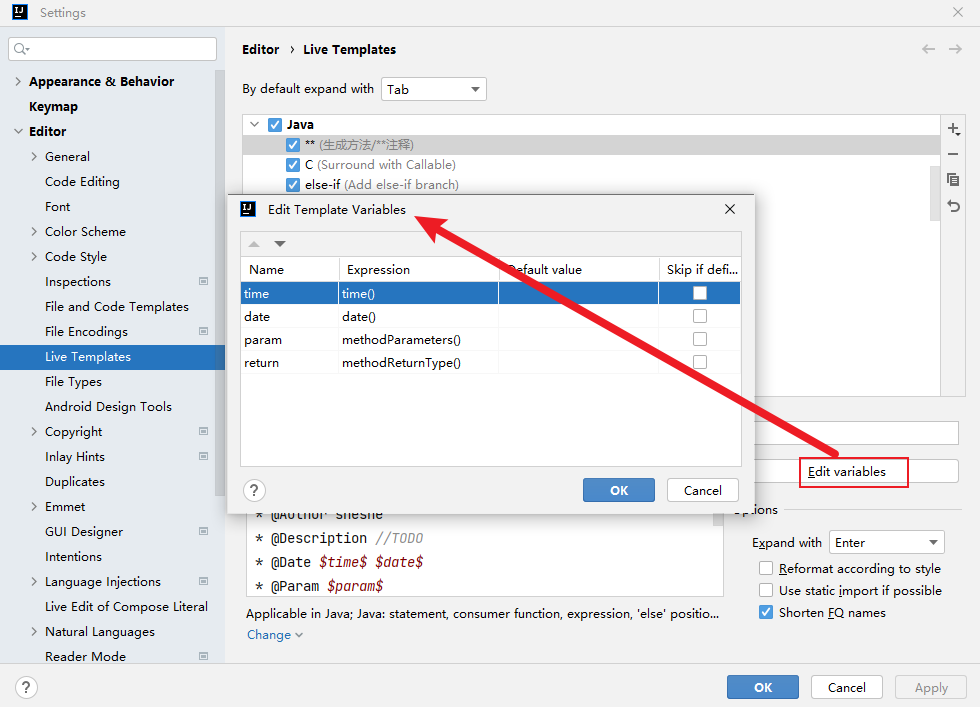 Settings
Editor › Live Templates
By default expand with Tab
Appearance & Behavior
Keymap
Editor
General
Code Editing
Font
Color Scheme
Code Style
Inspections
File and Code Templates
File Encodings
Live Templates
File Types
Android Design Tools
Copyright
Inlay Hints
Duplicates
Emmet
GUI Designer
Intentions
Language Injections
Live Edit of Compose Literal
Natural Languages
Reader Mode
Java
** (生成方法/**注释)
C (Surround with Callable)
else-if (Add else-if branch)
Edit Template Variables
Name Expression Default value Skip if defi...
time time()
date date()
param methodParameters()
return methodReturnType()
? OK Cancel
Edit variables
* @Author sheshe
* @Description //TODO
* @Date $time$ $date$
* @Param $param$
Applicable in Java; Java: statement, consumer function, expression, 'else' positio...
Change
Options
Expand with Enter
Reformat according to style
Use static import if possible
Shorten FQ names
? OK Cancel Apply